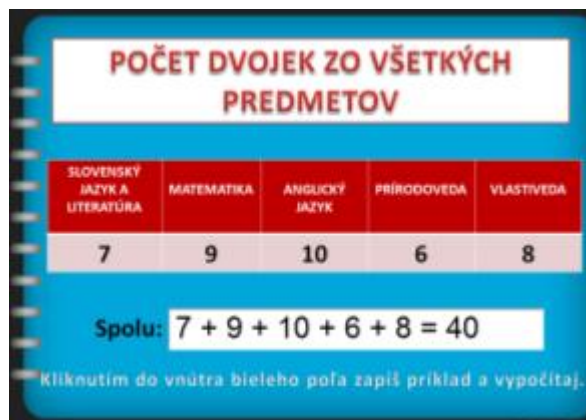 POČET DVOJEK ZO VŠETKÝCH
PREDMETOV
SLOVENSKÝ
JAZYK A
LITERATÚRA
MATEMATIKA
ANGLICKÝ
JAZYK
PRÍRODOVEDA
VLASTIVEDA
7 9 10 6 8
Spolu: 7 + 9 + 10 + 6 + 8 = 40
Kliknutím do vnútra bieleho poľa zapíš príklad a vypočítaj.